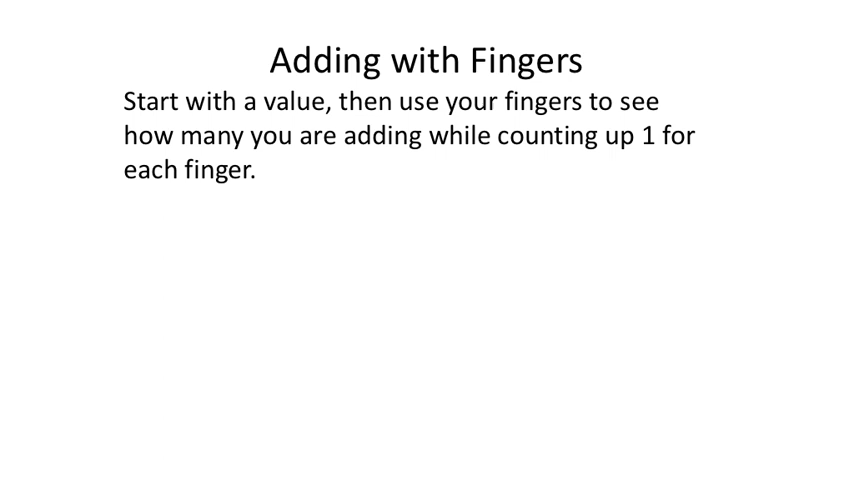 Adding with Fingers
Start with a value, then use your fingers to see
how many you are adding while counting up 1 for
each finger.